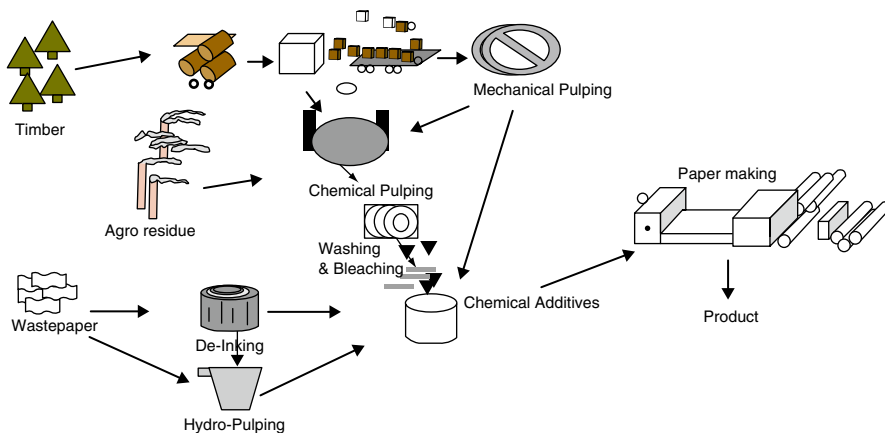 Timber
Mechanical Pulping
Agro residue
Chemical Pulping
Paper making
Washing
& Bleaching
Wastepaper
De-Inking
Chemical Additives
Product
Hydro-Pulping